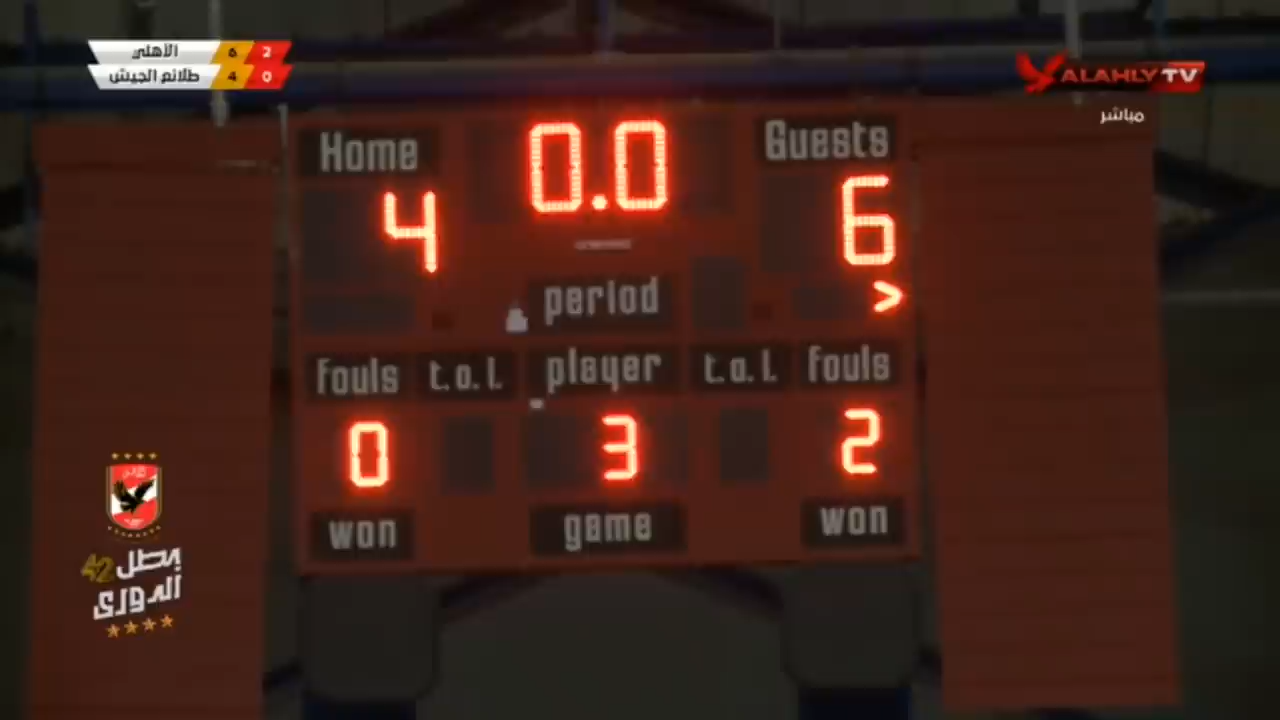 الأهلي 6 2
طلائع الجيش 4 0
ALAHLY TV
مباشر
Home 0.0 Guests
4 6
>
period
fouls t.o.l. player t.o.l. fouls
0 3 2
won game won
بطل 42
الدوري